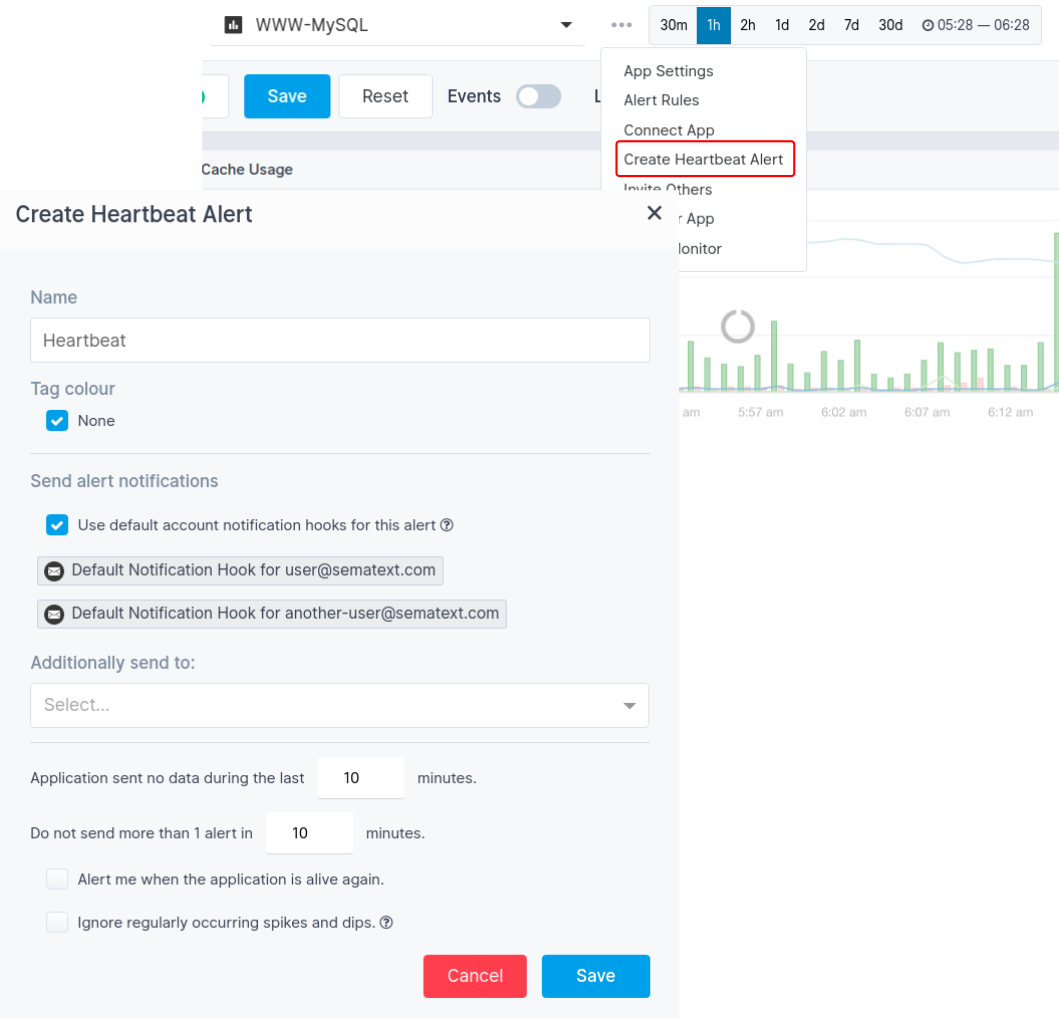 WWW-MySQL ••• 30m 1h 2h 1d 2d 7d 30d 05:28 — 06:28
App Settings
Alert Rules
Connect App
Create Heartbeat Alert
Invite Others
App
Monitor
Save Reset Events
Cache Usage
Create Heartbeat Alert
Name
Heartbeat
Tag colour
None
Send alert notifications
Use default account notification hooks for this alert
Default Notification Hook for user@sematext.com
Default Notification Hook for another-user@sematext.com
Additionally send to:
Select...
Application sent no data during the last 10 minutes.
Do not send more than 1 alert in 10 minutes.
Alert me when the application is alive again.
Ignore regularly occurring spikes and dips.
Cancel Save
am 5:57 am 6:02 am 6:07 am 6:12 am